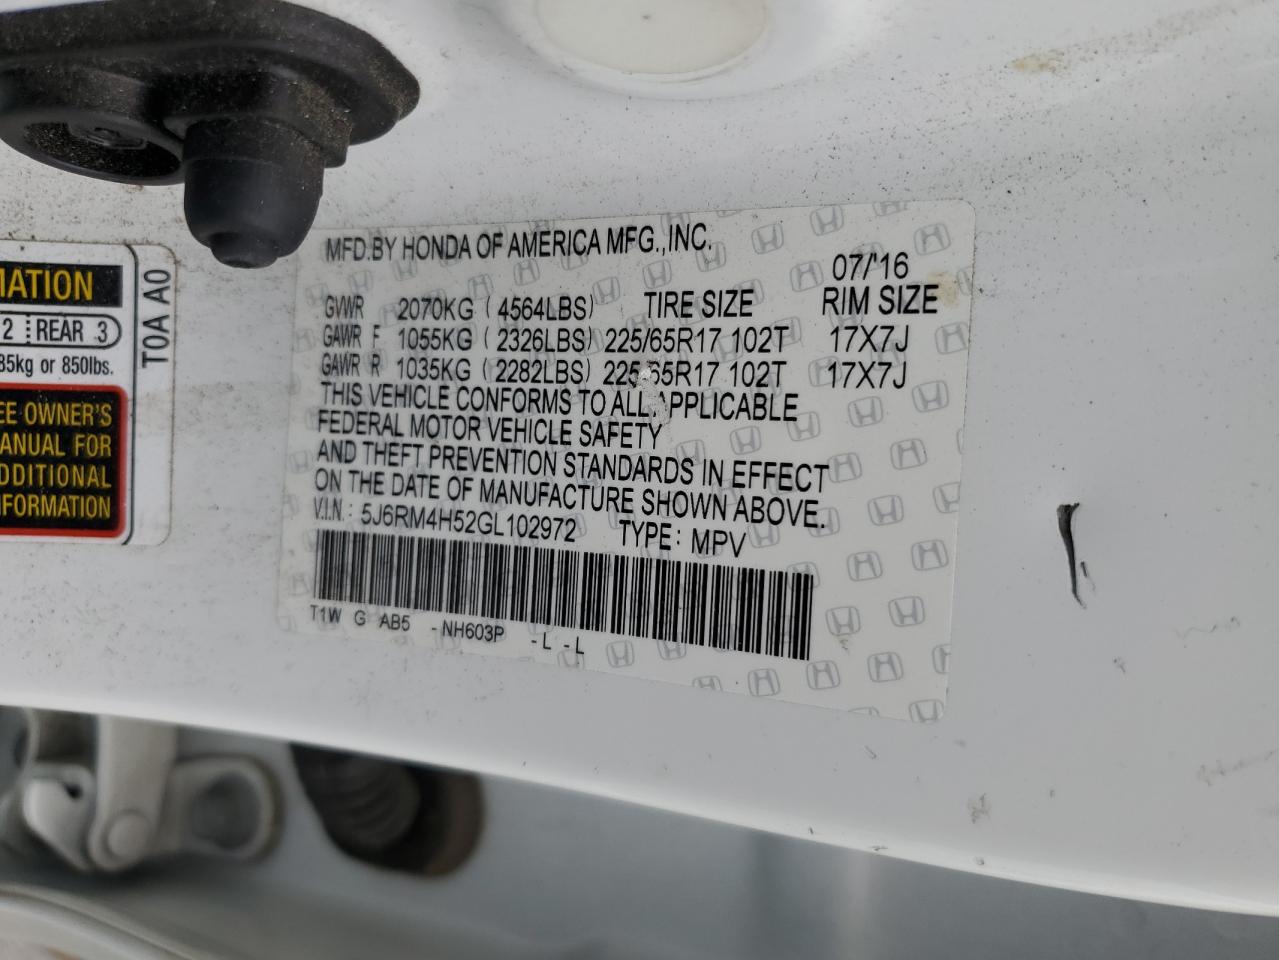 MFD.BY HONDA OF AMERICA MFG.,INC.
07/'16
GVWR 2070KG (4564LBS) TIRE SIZE RIM SIZE
GAWR F 1055KG (2326LBS) 225/65R17 102T 17X7J
GAWR R 1035KG (2282LBS) 225 65R17 102T 17X7J
THIS VEHICLE CONFORMS TO ALL APPLICABLE
FEDERAL MOTOR VEHICLE SAFETY
AND THEFT PREVENTION STANDARDS IN EFFECT
ON THE DATE OF MANUFACTURE SHOWN ABOVE.
V.I.N.: 5J6RM4H52GL102972 TYPE: MPV
T1W G AB5 -NH603P -L -L
MATION
2 REAR 3
85kg or 850lbs.
EE OWNER'S
MANUAL FOR
DDITIONAL
NFORMATION
T0A A0